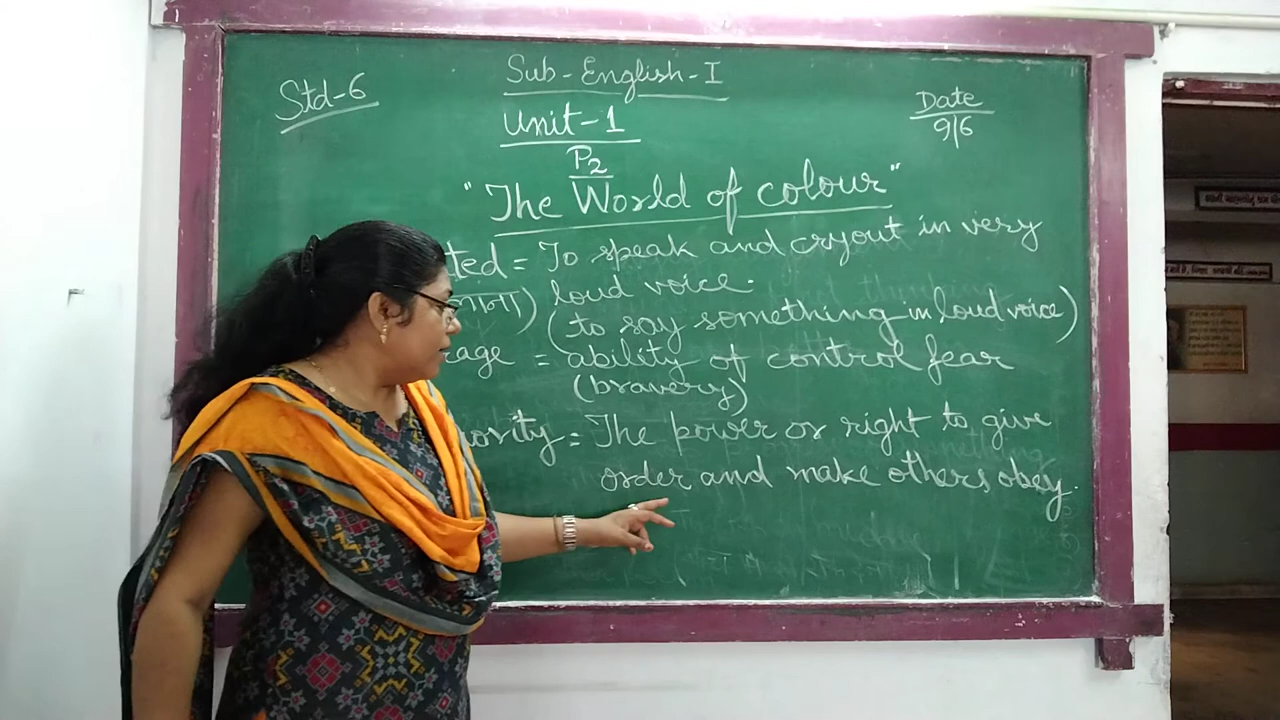 Std-6
Sub-English-I
Date
9/6
Unit-1
P2
"The World of colour"
ted = To speak and cryout in very
loud voice.
(to say something in loud voice)
rage = ability of control fear
(bravery)
hority = The power or right to give
order and make others obey.